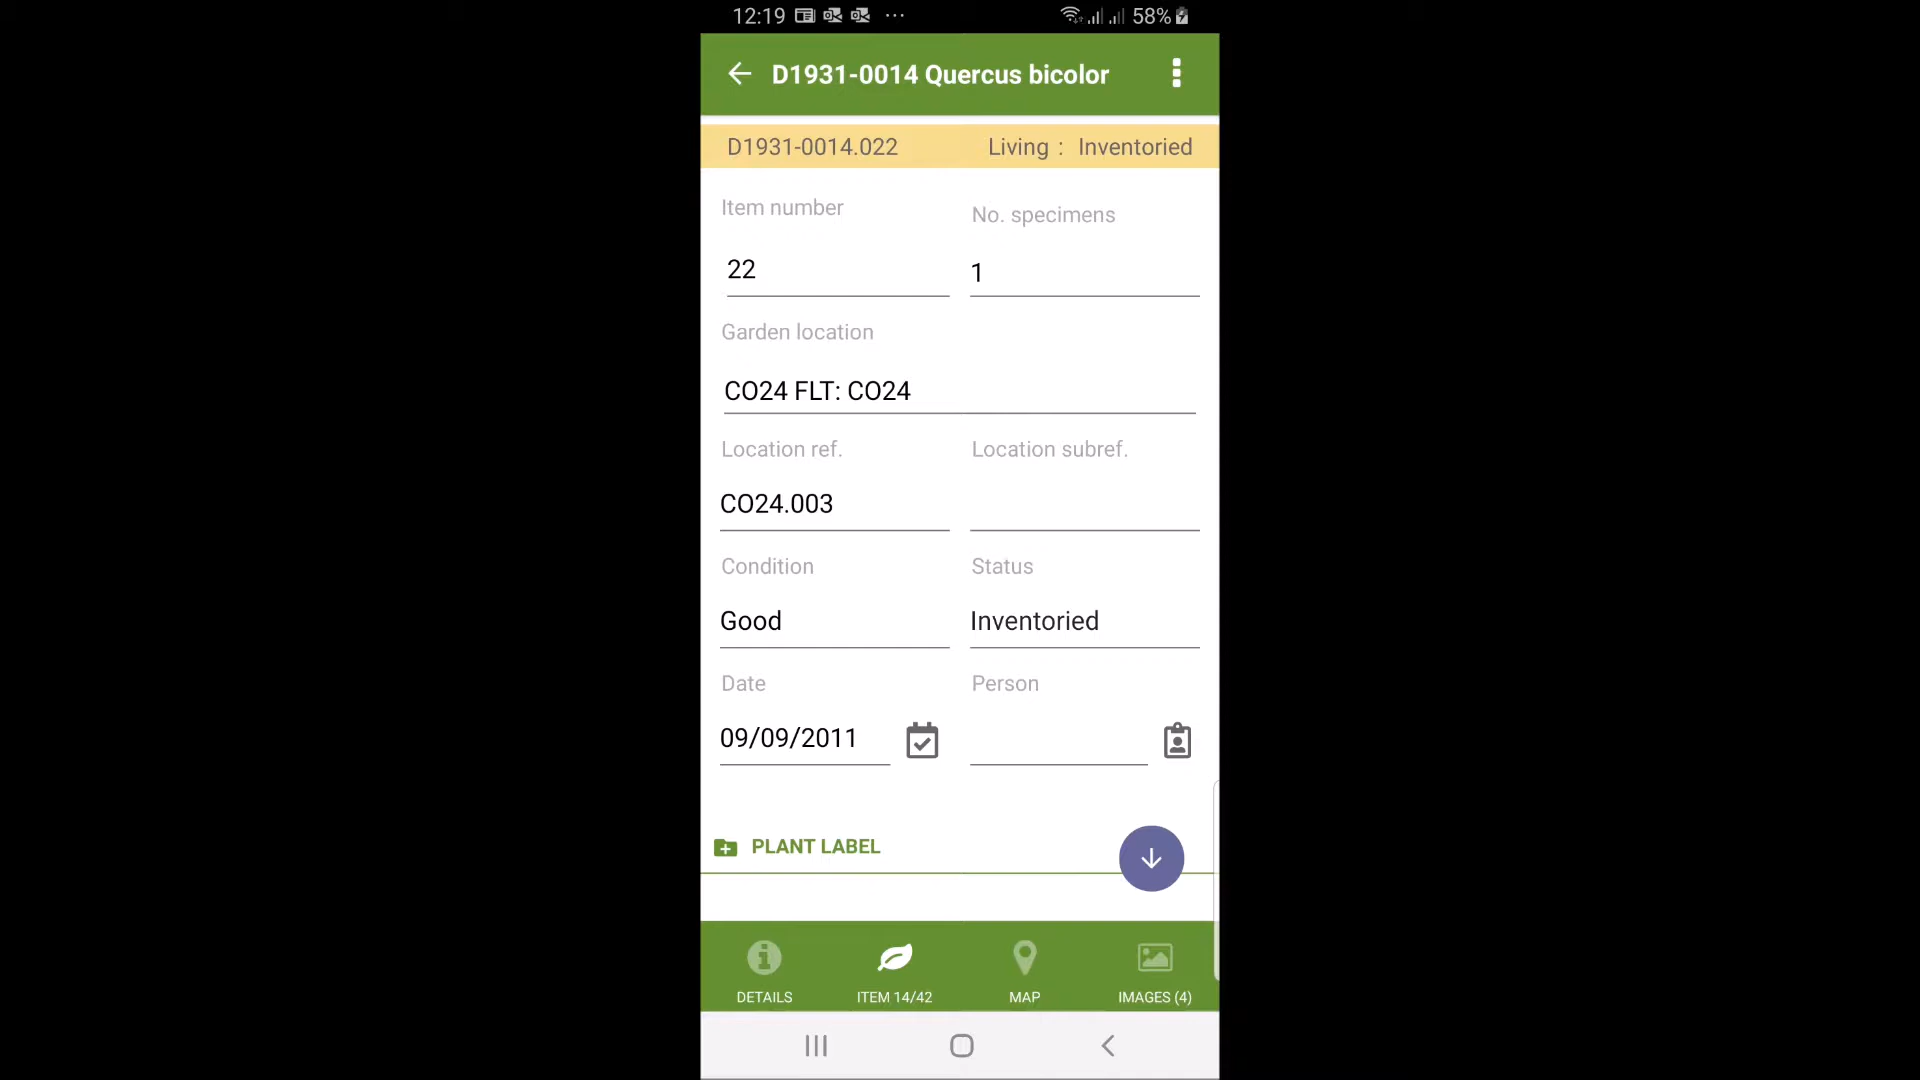 12:19 58%
D1931-0014 Quercus bicolor
D1931-0014.022 Living : Inventoried
Item number No. specimens
22 1
Garden location
CO24 FLT: CO24
Location ref. Location subref.
CO24.003
Condition Status
Good Inventoried
Date Person
09/09/2011
PLANT LABEL
DETAILS ITEM 14/42 MAP IMAGES (4)